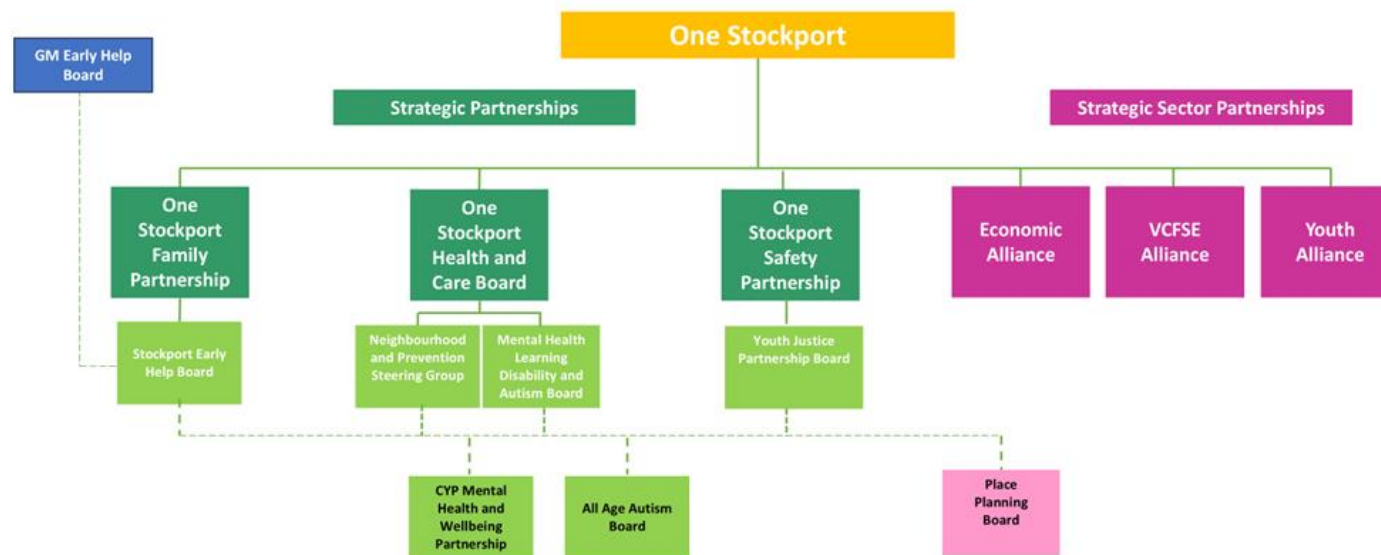 One Stockport
GM Early Help
Board
Strategic Partnerships
Strategic Sector Partnerships
One
Stockport
Family
Partnership
One
Stockport
Health and
Care Board
One
Stockport
Safety
Partnership
Economic
Alliance
VCFSE
Alliance
Youth
Alliance
Stockport Early
Help Board
Neighbourhood
and Prevention
Steering Group
Mental Health
Learning
Disability and
Autism Board
Youth Justice
Partnership Board
CYP Mental
Health and
Wellbeing
Partnership
All Age Autism
Board
Place
Planning
Board